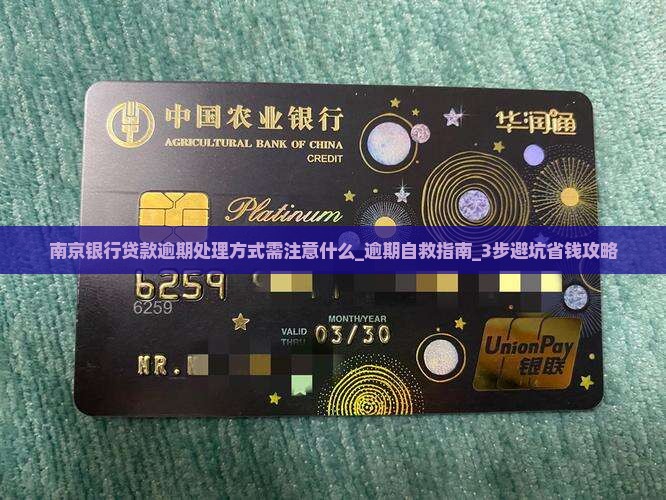 中国农业银行
AGRICULTURAL BANK OF CHINA
CREDIT
华润通
Platinum
南京银行贷款逾期处理方式需注意什么_逾期自救指南_3步避坑省钱攻略
6259
6259
MONTH/YEAR
VALID THRU 03/30
MR.
UnionPay
银联